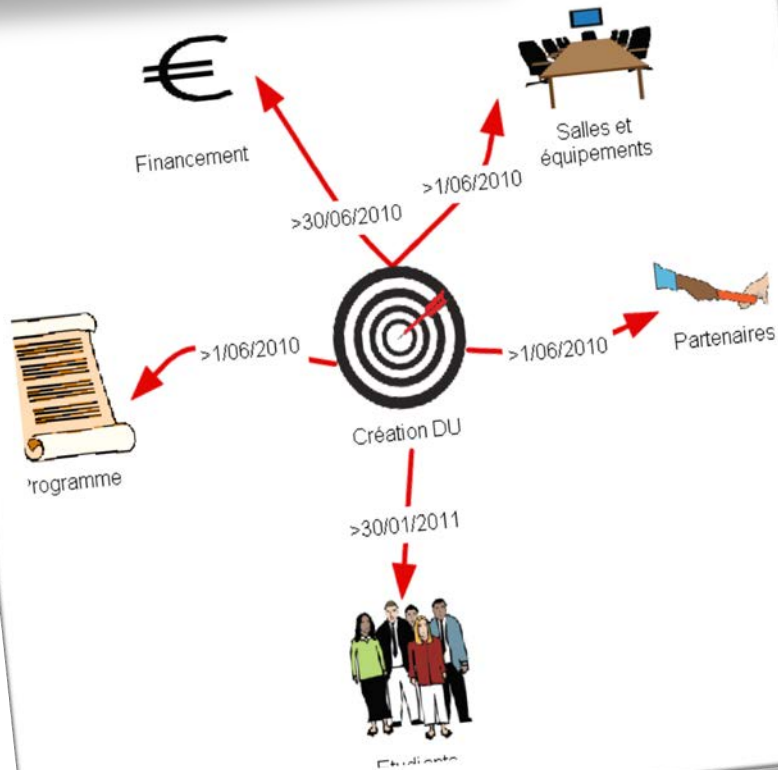 Financement
Salles et
équipements
>30/06/2010
>1/06/2010
>1/06/2010
>1/06/2010
Partenaires
Création DU
'rogramme
>30/01/2011